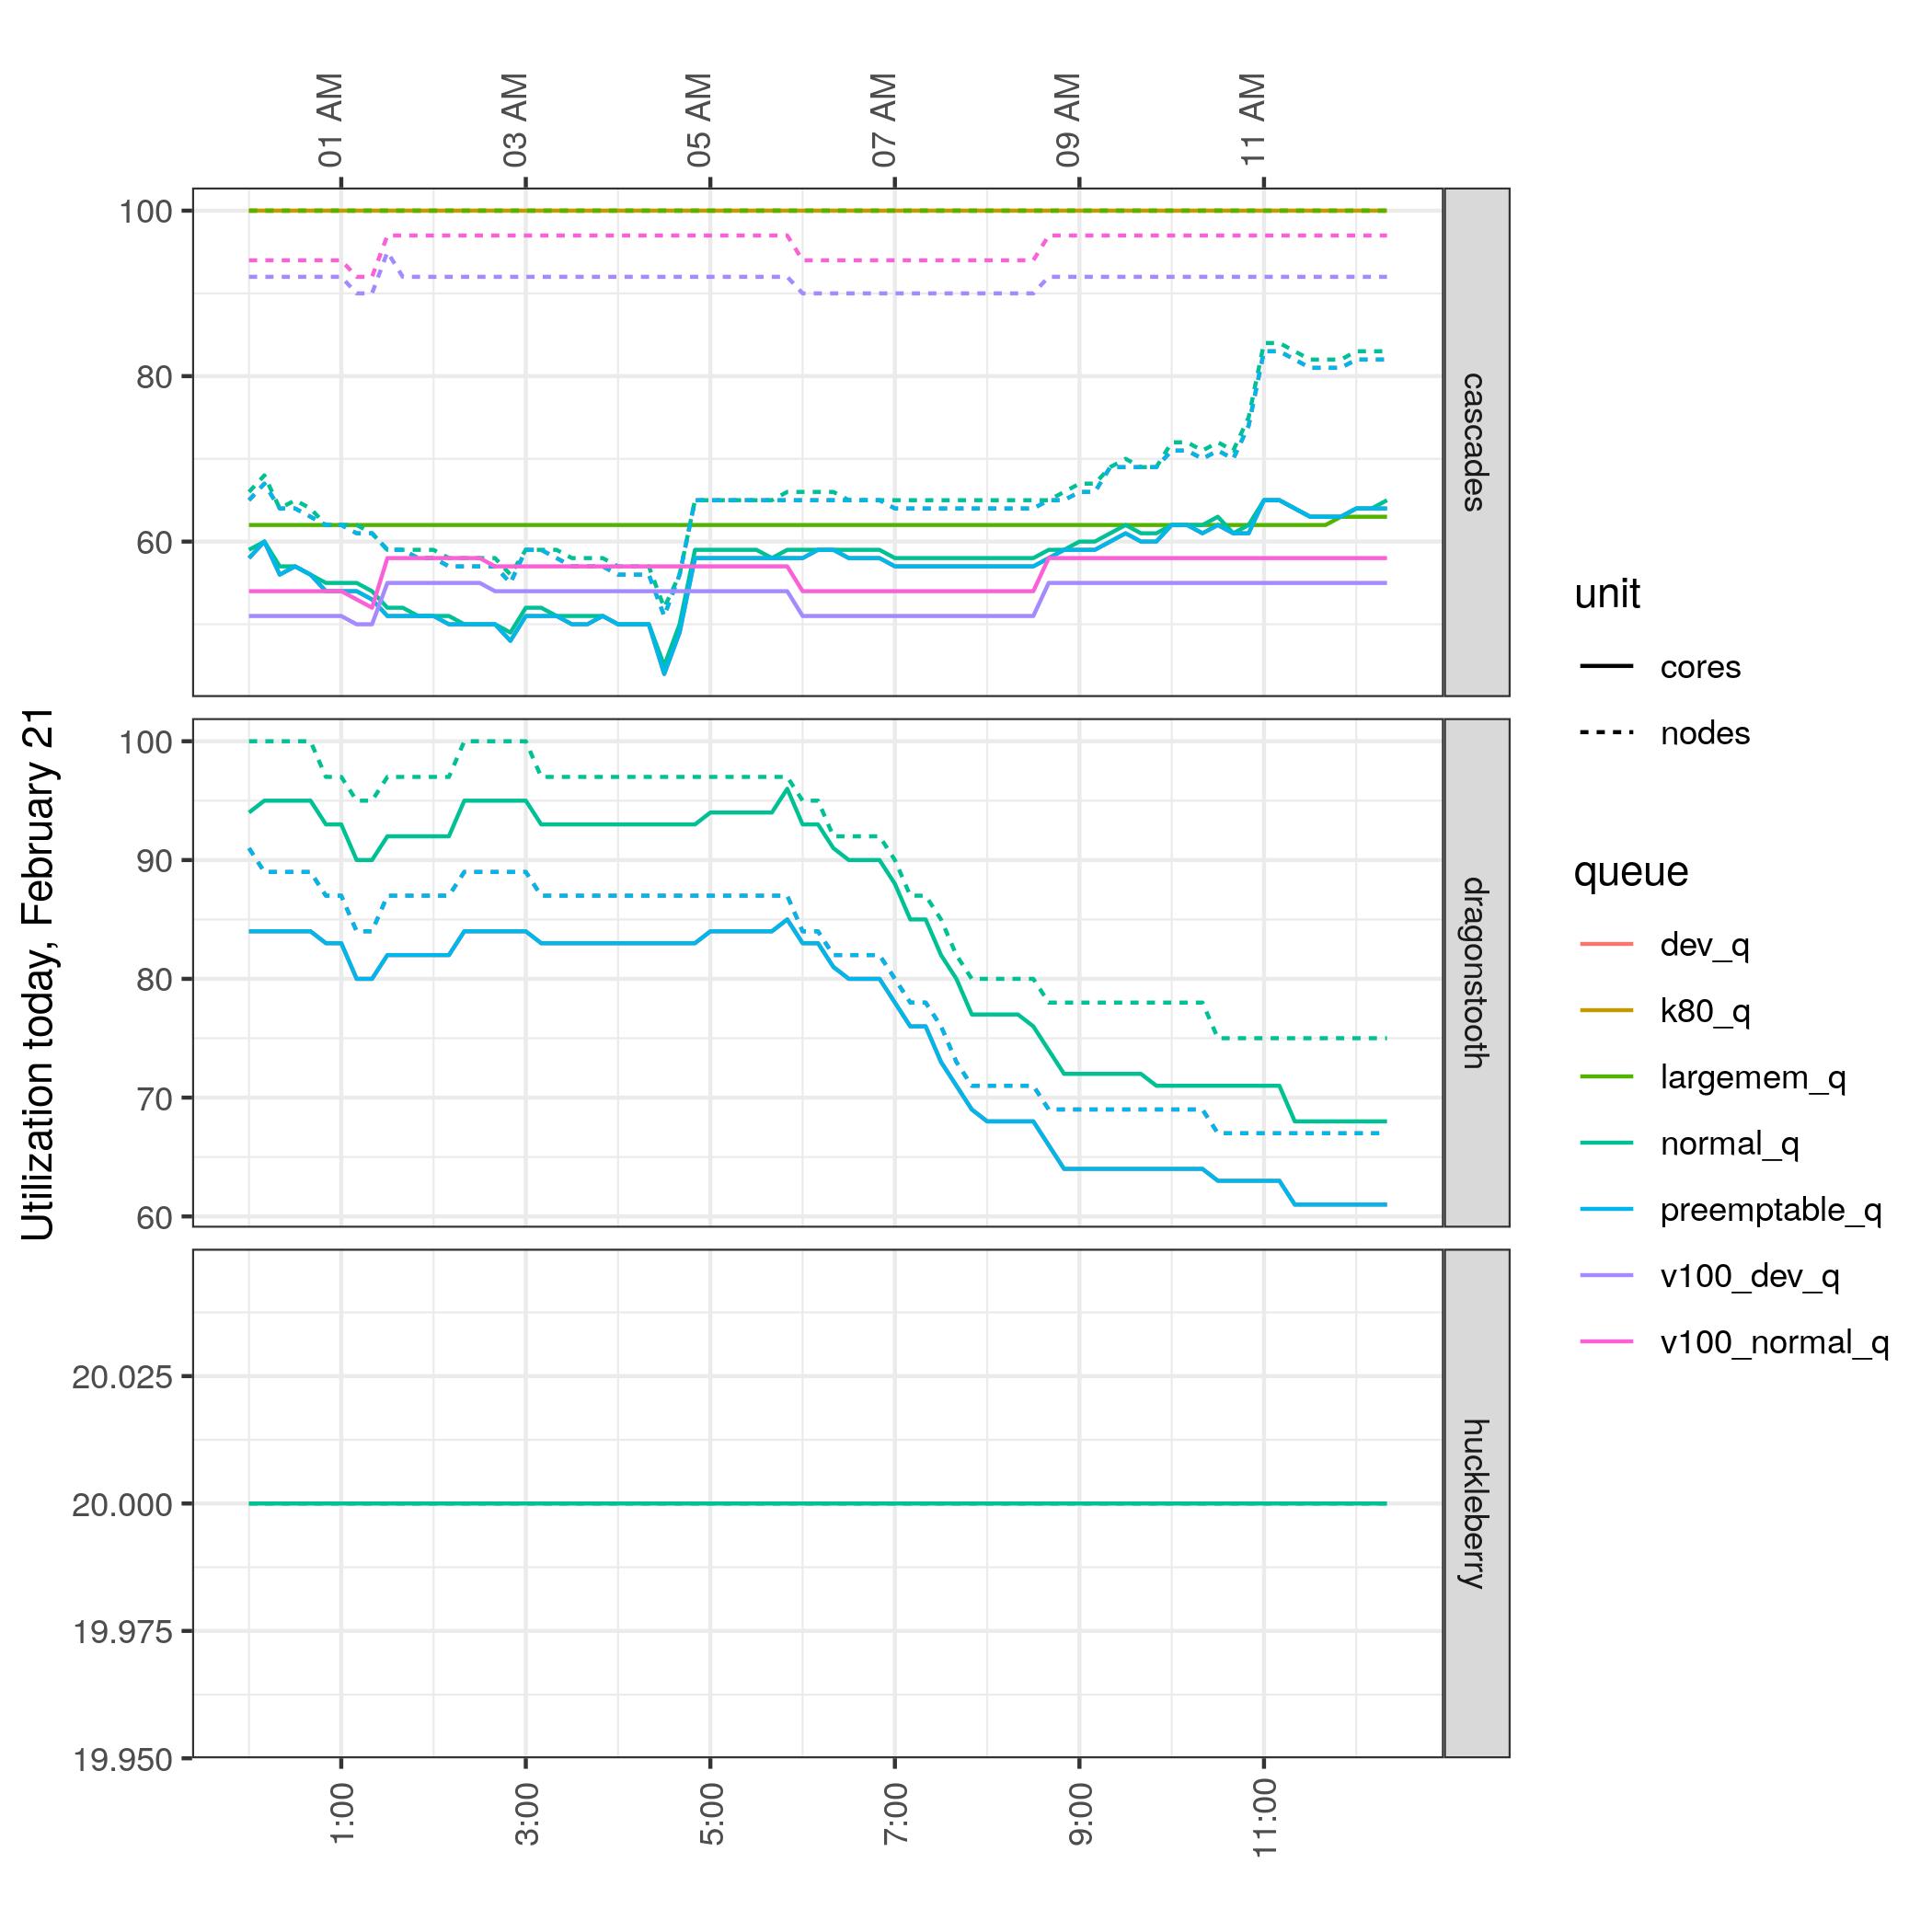 01 AM
03 AM
05 AM
07 AM
09 AM
11 AM
Utilization today, February 21
100
80
60
cascades
100
90
80
70
60
dragonstooth
20.025
20.000
19.975
19.950
huckleberry
1:00
3:00
5:00
7:00
9:00
11:00
unit
cores
nodes
queue
dev_q
k80_q
largemem_q
normal_q
preemptable_q
v100_dev_q
v100_normal_q